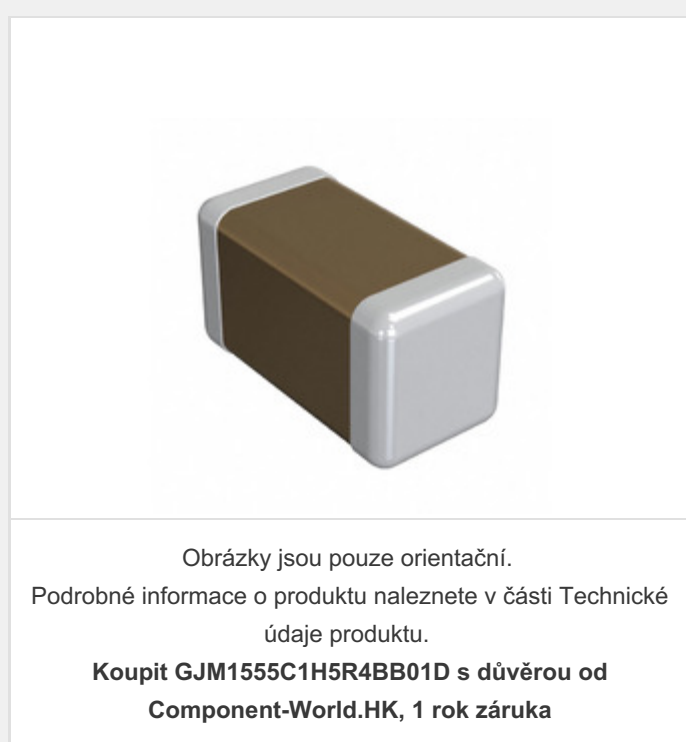 Obrázky jsou pouze orientační.
Podrobné informace o produktu naleznete v části Technické
údaje produktu.
Koupit GJM1555C1H5R4BB01D s důvěrou od
Component-World.HK, 1 rok záruka